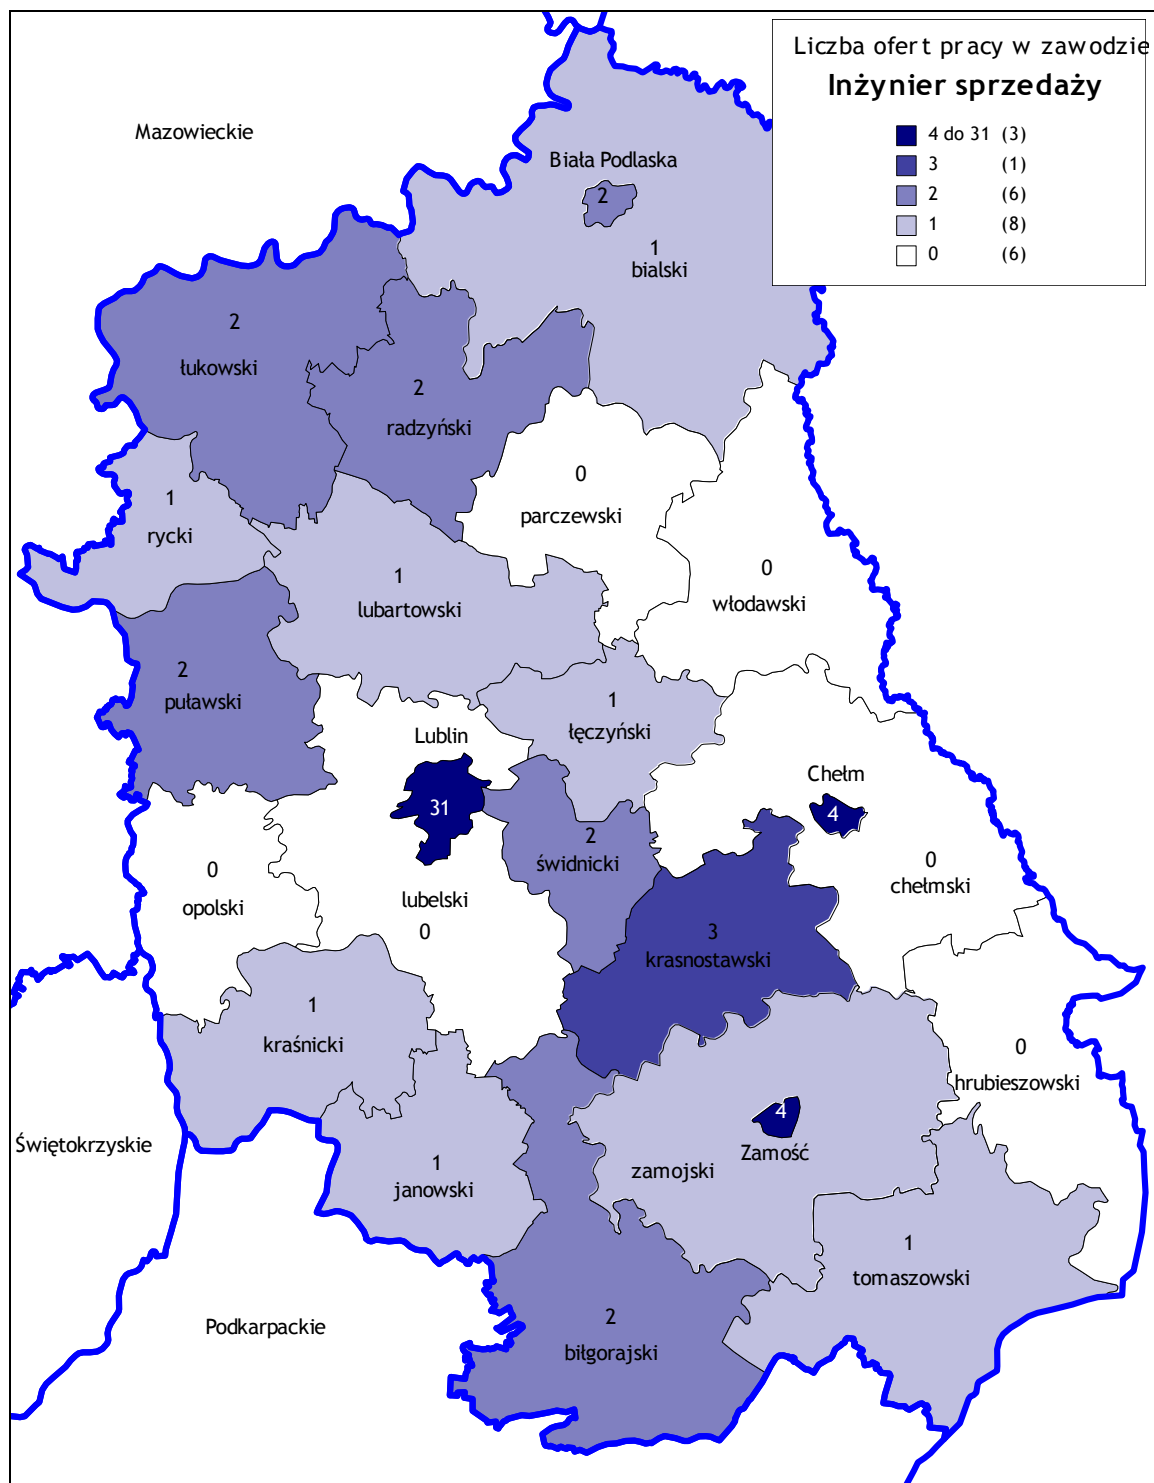 Liczba ofert pracy w zawodzie
Inżynier sprzedaży
4 do 31 (3)
3 (1)
2 (6)
1 (8)
0 (6)
Mazowieckie
Biała Podlaska
2
1
bialski
2
łukowski
2
radzyński
0
parczewski
1
rycki
0
włodawski
1
lubartowski
2
puławski
1
łęczyński
Lublin
31
Chełm
4
2
świdnicki
0
opolski
lubelski
0
0
chełmski
3
krasnostawski
1
kraśnicki
0
hrubieszowski
4
Zamość
zamojski
Świętokrzyskie
1
janowski
1
tomaszowski
Podkarpackie
2
biłgorajski